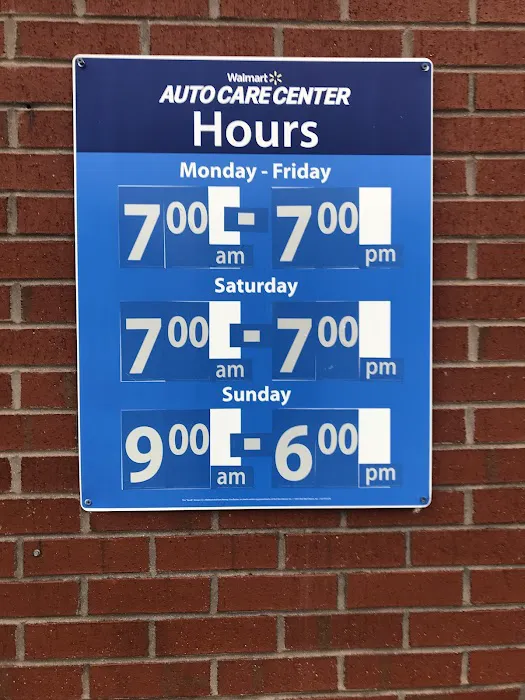 Walmart
AUTO CARE CENTER
Hours
Monday - Friday
7 00 am - 7 00 pm
Saturday
7 00 am - 7 00 pm
Sunday
9 00 am - 6 00 pm